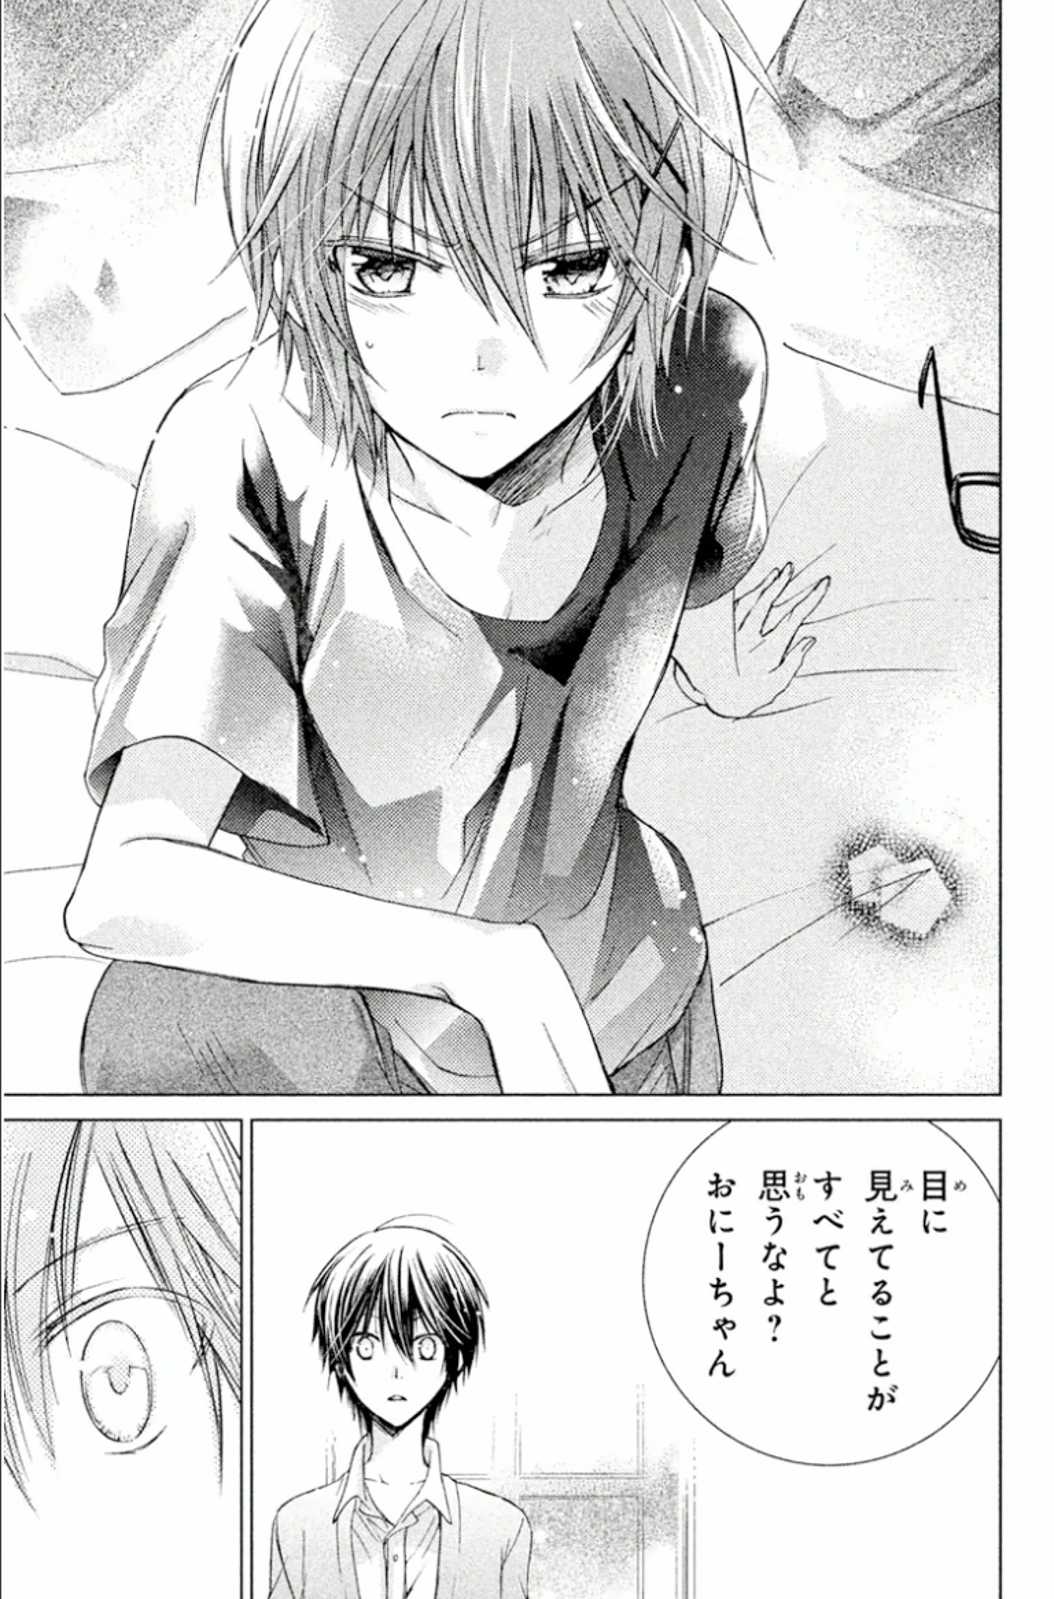 目に
見えてることが
すべてと
思うなよ？
おにーちゃん